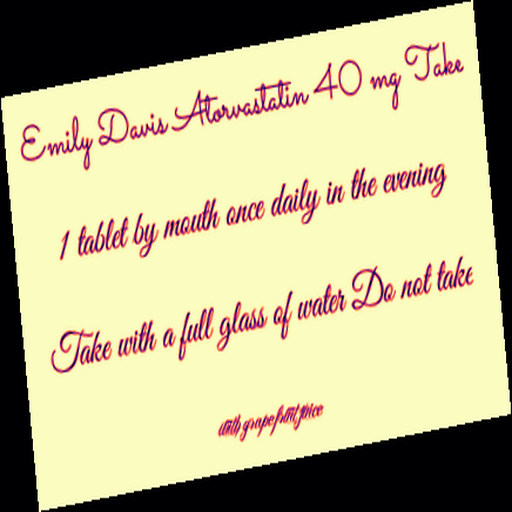 Emily Davis Atorvastatin 40 mg Take
1 tablet by mouth once daily in the evening
Take with a full glass of water Do not take
with grapefruit juice